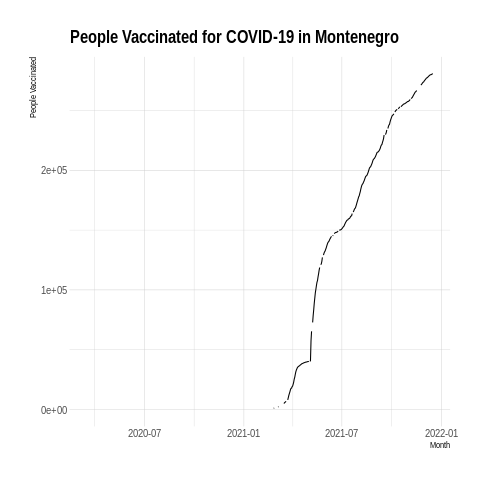 People Vaccinated for COVID-19 in Montenegro
People Vaccinated
2e+05
1e+05
0e+00
2020-07
2021-01
2021-07
2022-01
Month